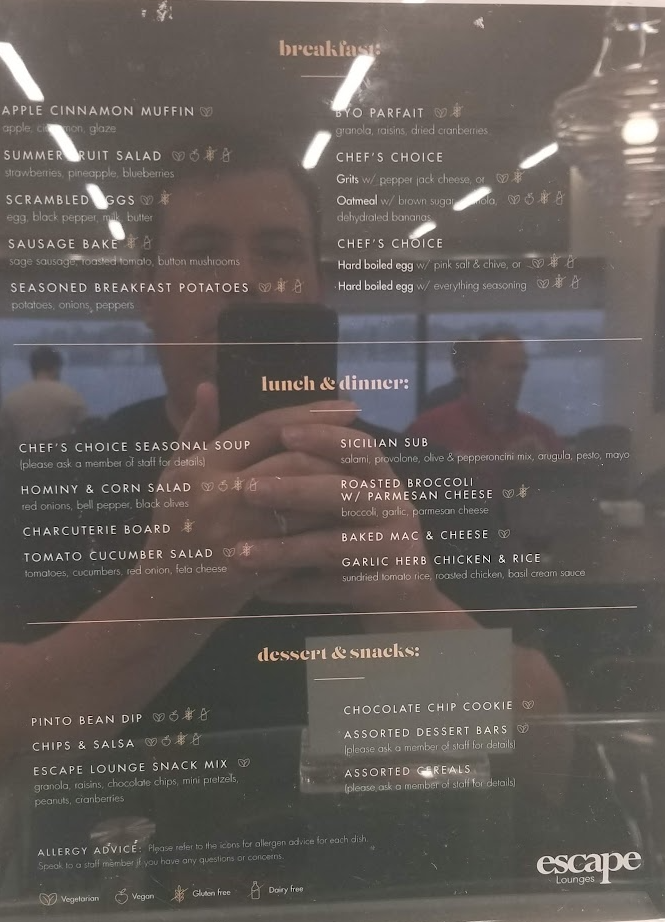 breakfast:
APPLE CINNAMON MUFFIN
apple, cinnamon, glaze
SUMMER FRUIT SALAD
strawberries, pineapple, blueberries
SCRAMBLED EGGS
egg, black pepper, milk, butter
SAUSAGE BAKE
sage sausage, roasted tomato, button mushrooms
SEASONED BREAKFAST POTATOES
potatoes, onions, peppers
BYO PARFAIT
granola, raisins, dried cranberries
CHEF'S CHOICE
Grits w/ pepper jack cheese, or
Oatmeal w/ brown sugar,
dehydrated bananas
CHEF'S CHOICE
Hard boiled egg w/ pink salt & chive, or
Hard boiled egg w/ everything seasoning
lunch & dinner:
CHEF'S CHOICE SEASONAL SOUP
(please ask a member of staff for details)
HOMINY & CORN SALAD
red onions, bell pepper, black olives
CHARCUTERIE BOARD
TOMATO CUCUMBER SALAD
tomatoes, cucumbers, red onion, feta cheese
SICILIAN SUB
salami, provolone, olive & pepperoncini mix, arugula, pesto, mayo
ROASTED BROCCOLI
W/ PARMESAN CHEESE
broccoli, garlic, parmesan cheese
BAKED MAC & CHEESE
GARLIC HERB CHICKEN & RICE
sundried tomato rice, roasted chicken, basil cream sauce
dessert & snacks:
PINTO BEAN DIP
CHIPS & SALSA
ESCAPE LOUNGE SNACK MIX
granola, raisins, chocolate chips, mini pretzels,
peanuts, cranberries
CHOCOLATE CHIP COOKIE
ASSORTED DESSERT BARS
(please ask a member of staff for details)
ASSORTED CEREALS
(please ask a member of staff for details)
ALLERGY ADVICE: Please refer to the icons for allergen advice for each dish.
Speak to a staff member if you have any questions or concerns.
Vegetarian Vegan Gluten free Dairy free
escape
Lounges